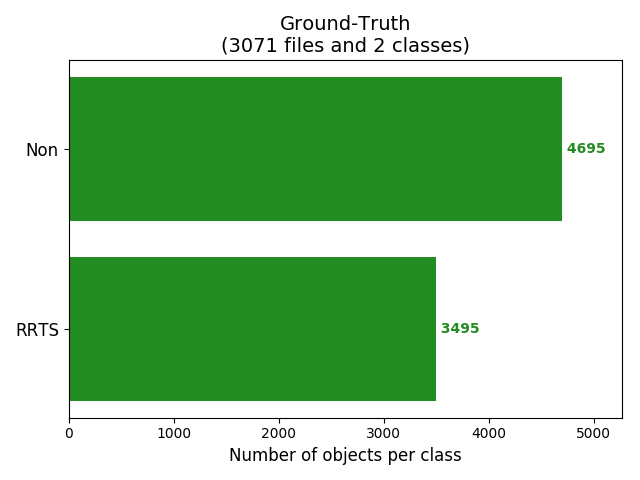 Ground-Truth
(3071 files and 2 classes)
Non
4695
RRTS
3495
0 1000 2000 3000 4000 5000
Number of objects per class